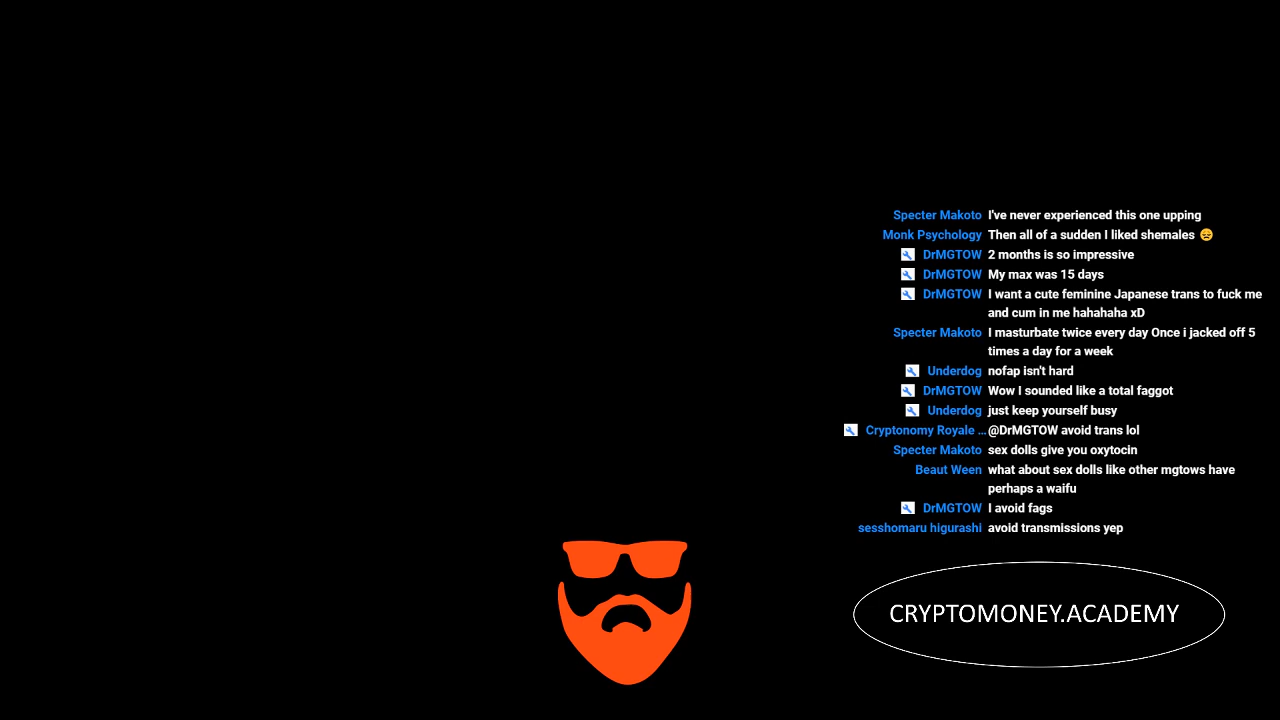 Specter Makoto I've never experienced this one upping
Monk Psychology Then all of a sudden I liked shemales 😞
DrMGTOW 2 months is so impressive
DrMGTOW My max was 15 days
DrMGTOW I want a cute feminine Japanese trans to fuck me
and cum in me hahahaha xD
Specter Makoto I masturbate twice every day Once i jacked off 5
times a day for a week
Underdog nofap isn't hard
DrMGTOW Wow I sounded like a total faggot
Underdog just keep yourself busy
Cryptonomy Royale ... @DrMGTOW avoid trans lol
Specter Makoto sex dolls give you oxytocin
Beaut Ween what about sex dolls like other mgtows have
perhaps a waifu
DrMGTOW I avoid fags
sesshomaru higurashi avoid transmissions yep
CRYPTOMONEY.ACADEMY